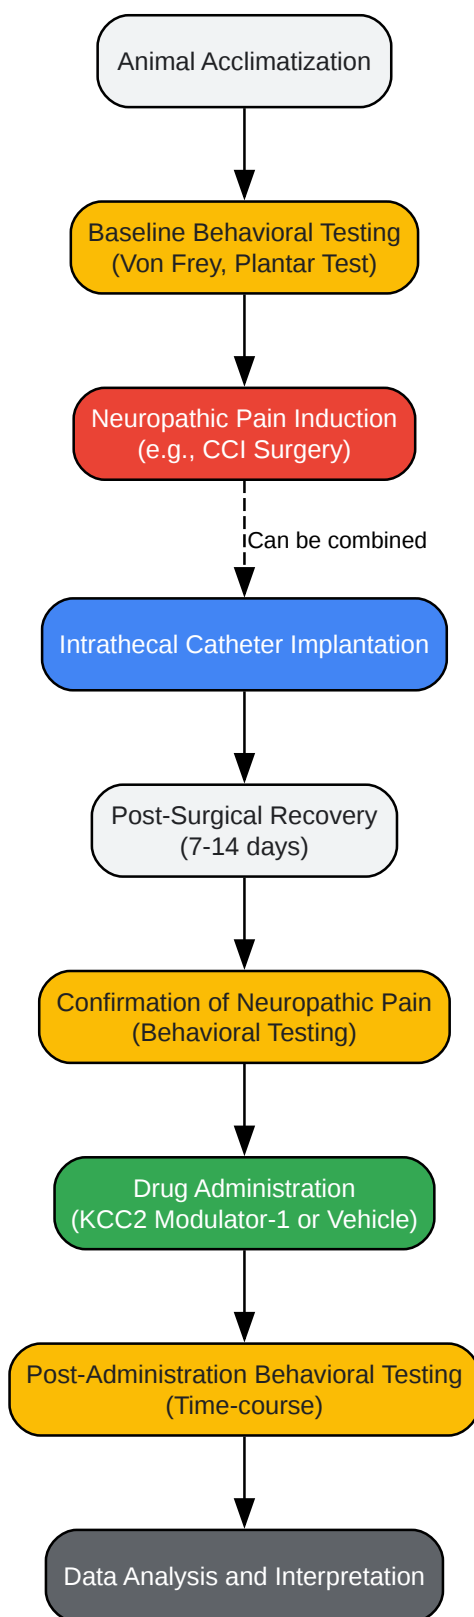 Animal Acclimatization
Baseline Behavioral Testing
(Von Frey, Plantar Test)
Neuropathic Pain Induction
(e.g., CCI Surgery)
Can be combined
Intrathecal Catheter Implantation
Post-Surgical Recovery
(7-14 days)
Confirmation of Neuropathic Pain
(Behavioral Testing)
Drug Administration
(KCC2 Modulator-1 or Vehicle)
Post-Administration Behavioral Testing
(Time-course)
Data Analysis and Interpretation